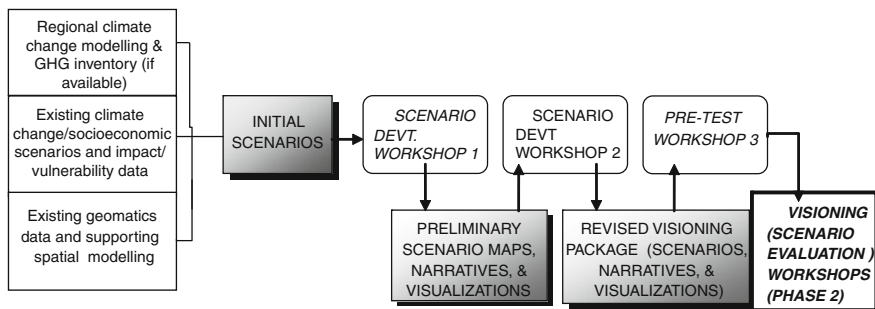 Regional climate
change modelling &
GHG inventory (if
available)
Existing climate
change/socioeconomic
scenarios and impact/
vulnerability data
Existing geomatics
data and supporting
spatial modelling
INITIAL
SCENARIOS
SCENARIO
DEVT.
WORKSHOP 1
PRELIMINARY
SCENARIO MAPS,
NARRATIVES, &
VISUALIZATIONS
SCENARIO
DEVT
WORKSHOP 2
REVISED VISIONING
PACKAGE (SCENARIOS,
NARRATIVES, &
VISUALIZATIONS)
PRE-TEST
WORKSHOP 3
VISIONING
(SCENARIO
EVALUATION )
WORKSHOPS
(PHASE 2)